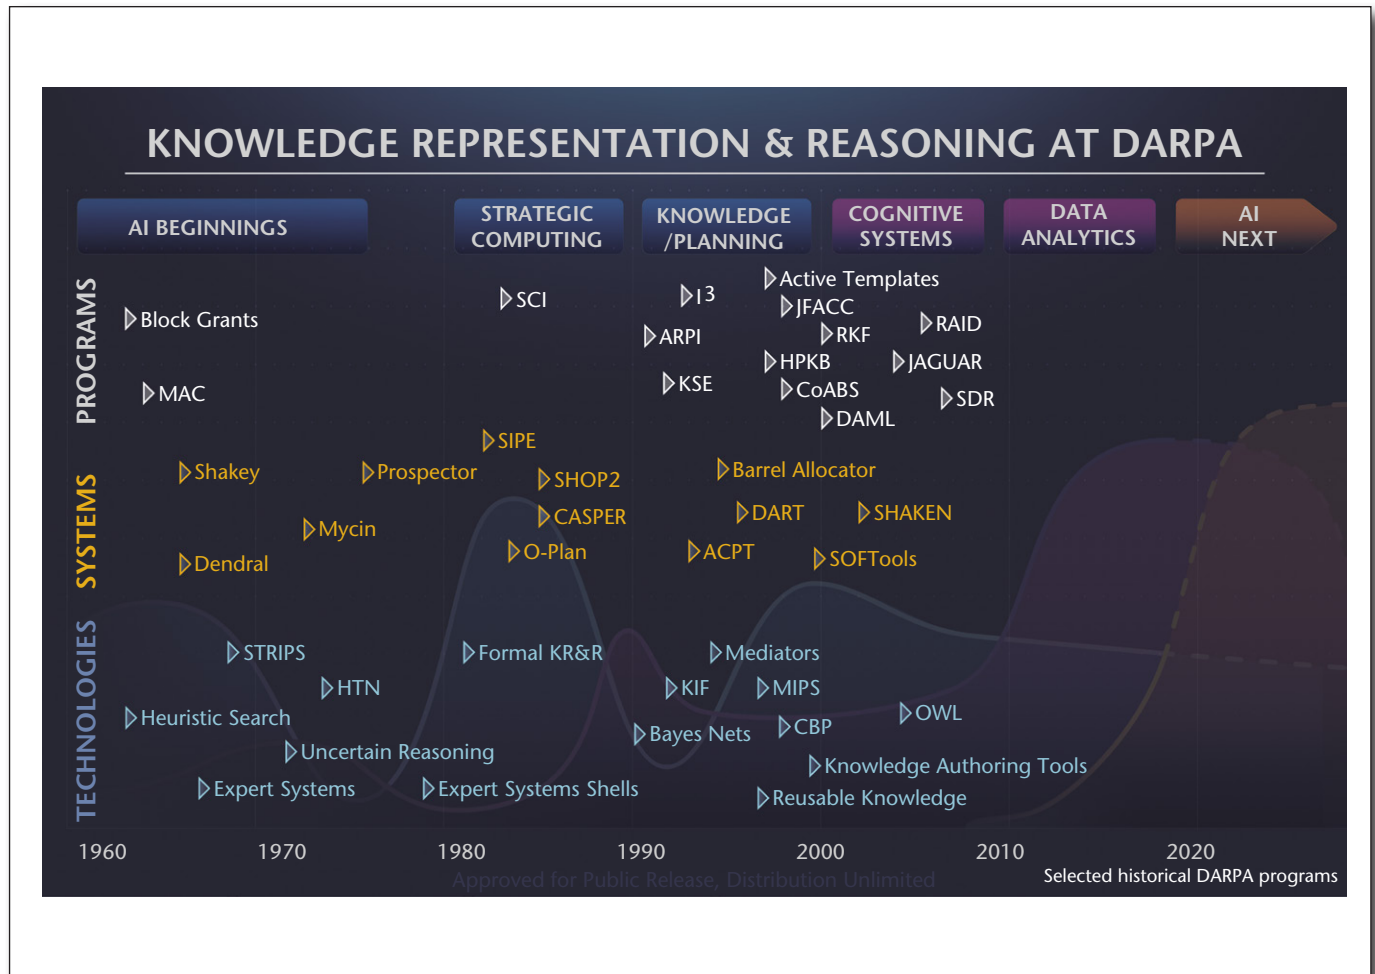 KNOWLEDGE REPRESENTATION & REASONING AT DARPA
AI BEGINNINGS
STRATEGIC
COMPUTING
KNOWLEDGE
/PLANNING
COGNITIVE
SYSTEMS
DATA
ANALYTICS
AI
NEXT
PROGRAMS
Block Grants
MAC
SCI
I³
ARPI
KSE
Active Templates
JFACC
RKF
HPKB
CoABS
DAML
RAID
JAGUAR
SDR
SYSTEMS
Shakey
Dendral
Mycin
Prospector
SIPE
SHOP2
CASPER
O-Plan
Barrel Allocator
DART
ACPT
SHAKEN
SOFTools
TECHNOLOGIES
STRIPS
HTN
Heuristic Search
Uncertain Reasoning
Expert Systems
Formal KR&R
Expert Systems Shells
Mediators
KIF
MIPS
Bayes Nets
CBP
OWL
Knowledge Authoring Tools
Reusable Knowledge
1960 1970 1980 1990 2000 2010 2020
Approved for Public Release, Distribution Unlimited
Selected historical DARPA programs